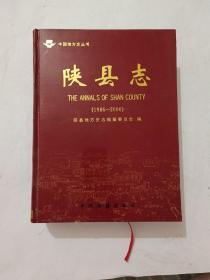 中国地方志丛书
陕县志
THE ANNALS OF SHAN COUNTY
(1986—2000)
陕县地方史志编纂委员会 编